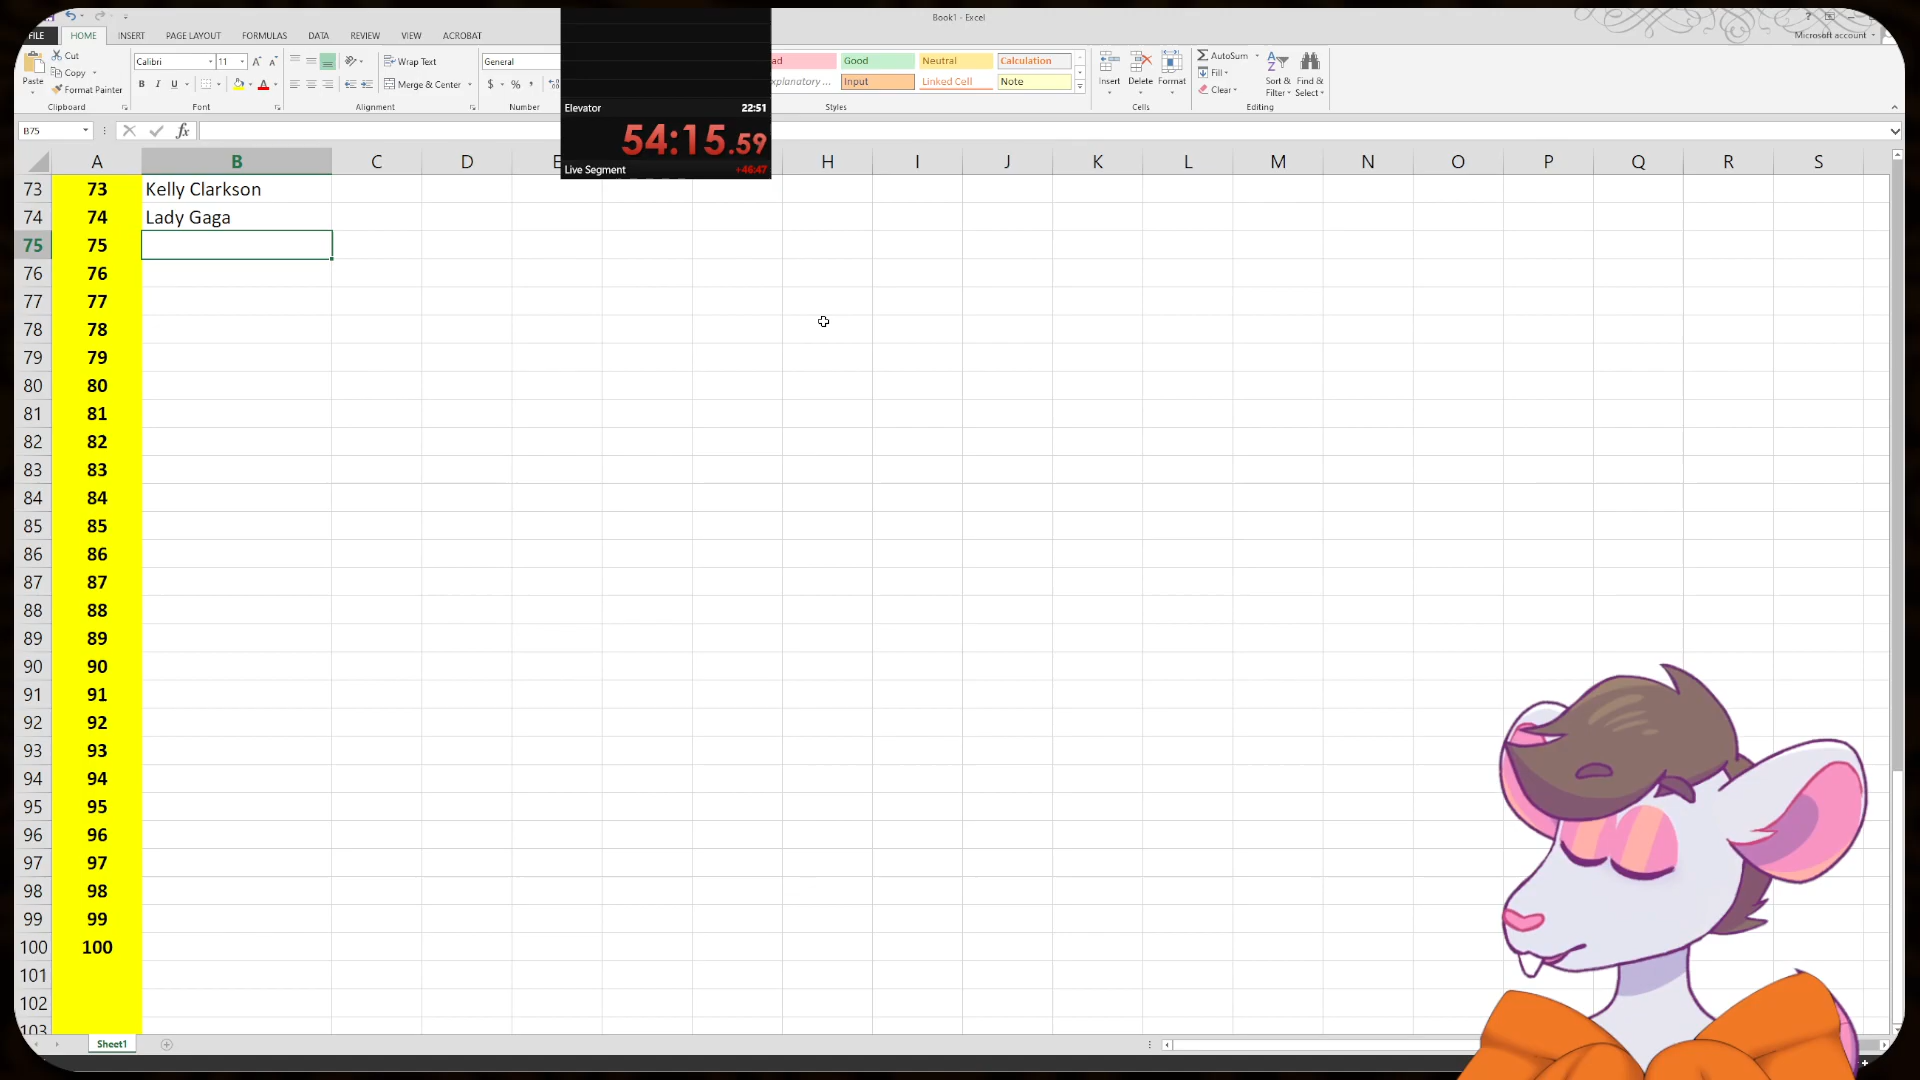 Book1 - Excel
FILE HOME INSERT PAGE LAYOUT FORMULAS DATA REVIEW VIEW ACROBAT
Microsoft account
Paste
Cut
Copy
Format Painter
Clipboard
Calibri 11
B I U
Font
Wrap Text
Merge & Center
Alignment
General
$ % ,
Number
Good Neutral Calculation
Input Linked Cell Note
Styles
Insert Delete Format
Cells
AutoSum
Fill
Clear
Sort & Filter
Find & Select
Editing
Elevator 22:51
54:15.59
Live Segment +46:47
B75
fx
A B C D E H I J K L M N O P Q R S
73 73 Kelly Clarkson
74 74 Lady Gaga
75 75
76 76
77 77
78 78
79 79
80 80
81 81
82 82
83 83
84 84
85 85
86 86
87 87
88 88
89 89
90 90
91 91
92 92
93 93
94 94
95 95
96 96
97 97
98 98
99 99
100 100
101
102
103
Sheet1